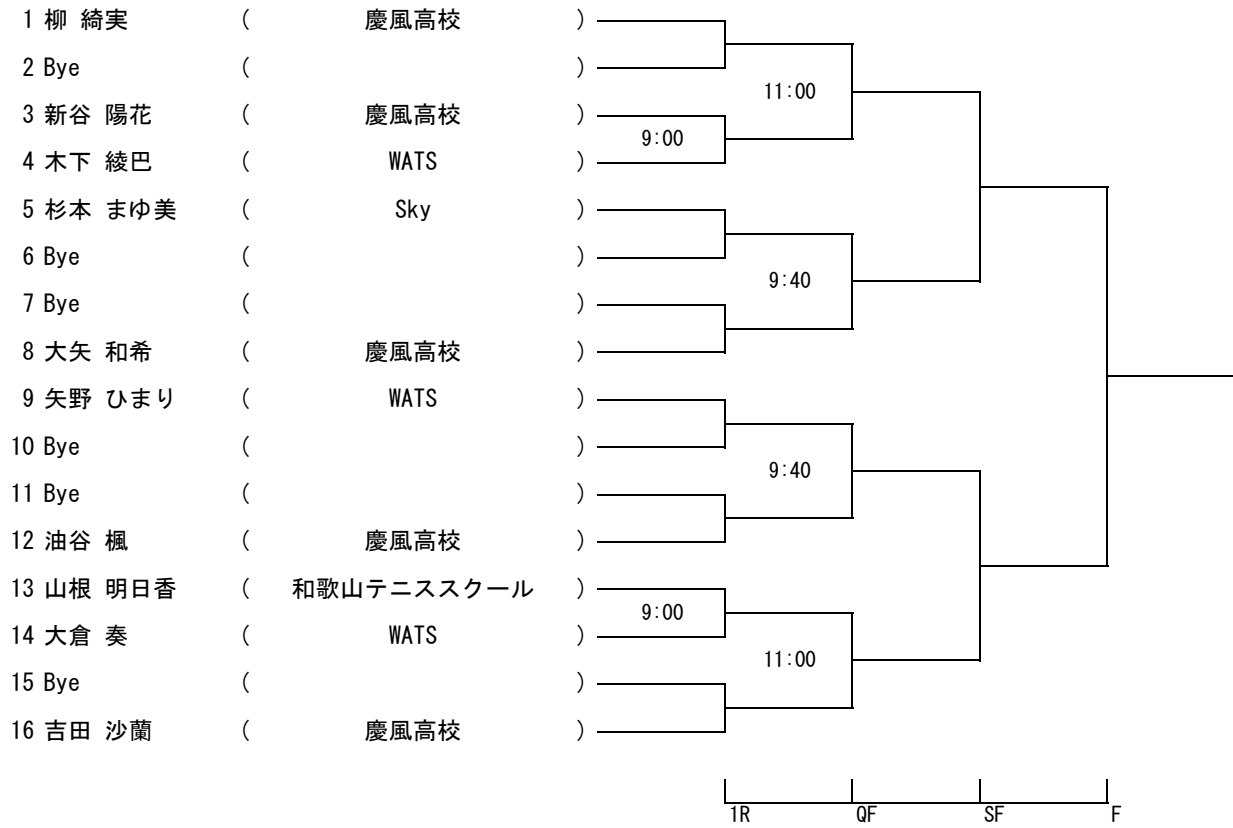 1 柳 綺実 ( 慶風高校 )
2 Bye ( )
11:00
3 新谷 陽花 ( 慶風高校 )
9:00
4 木下 綾巴 ( WATS )
5 杉本 まゆ美 ( Sky )
6 Bye ( )
9:40
7 Bye ( )
8 大矢 和希 ( 慶風高校 )
9 矢野 ひまり ( WATS )
10 Bye ( )
9:40
11 Bye ( )
12 油谷 楓 ( 慶風高校 )
13 山根 明日香 ( 和歌山テニススクール )
9:00
14 大倉 奏 ( WATS )
11:00
15 Bye ( )
16 吉田 沙蘭 ( 慶風高校 )
1R QF SF F